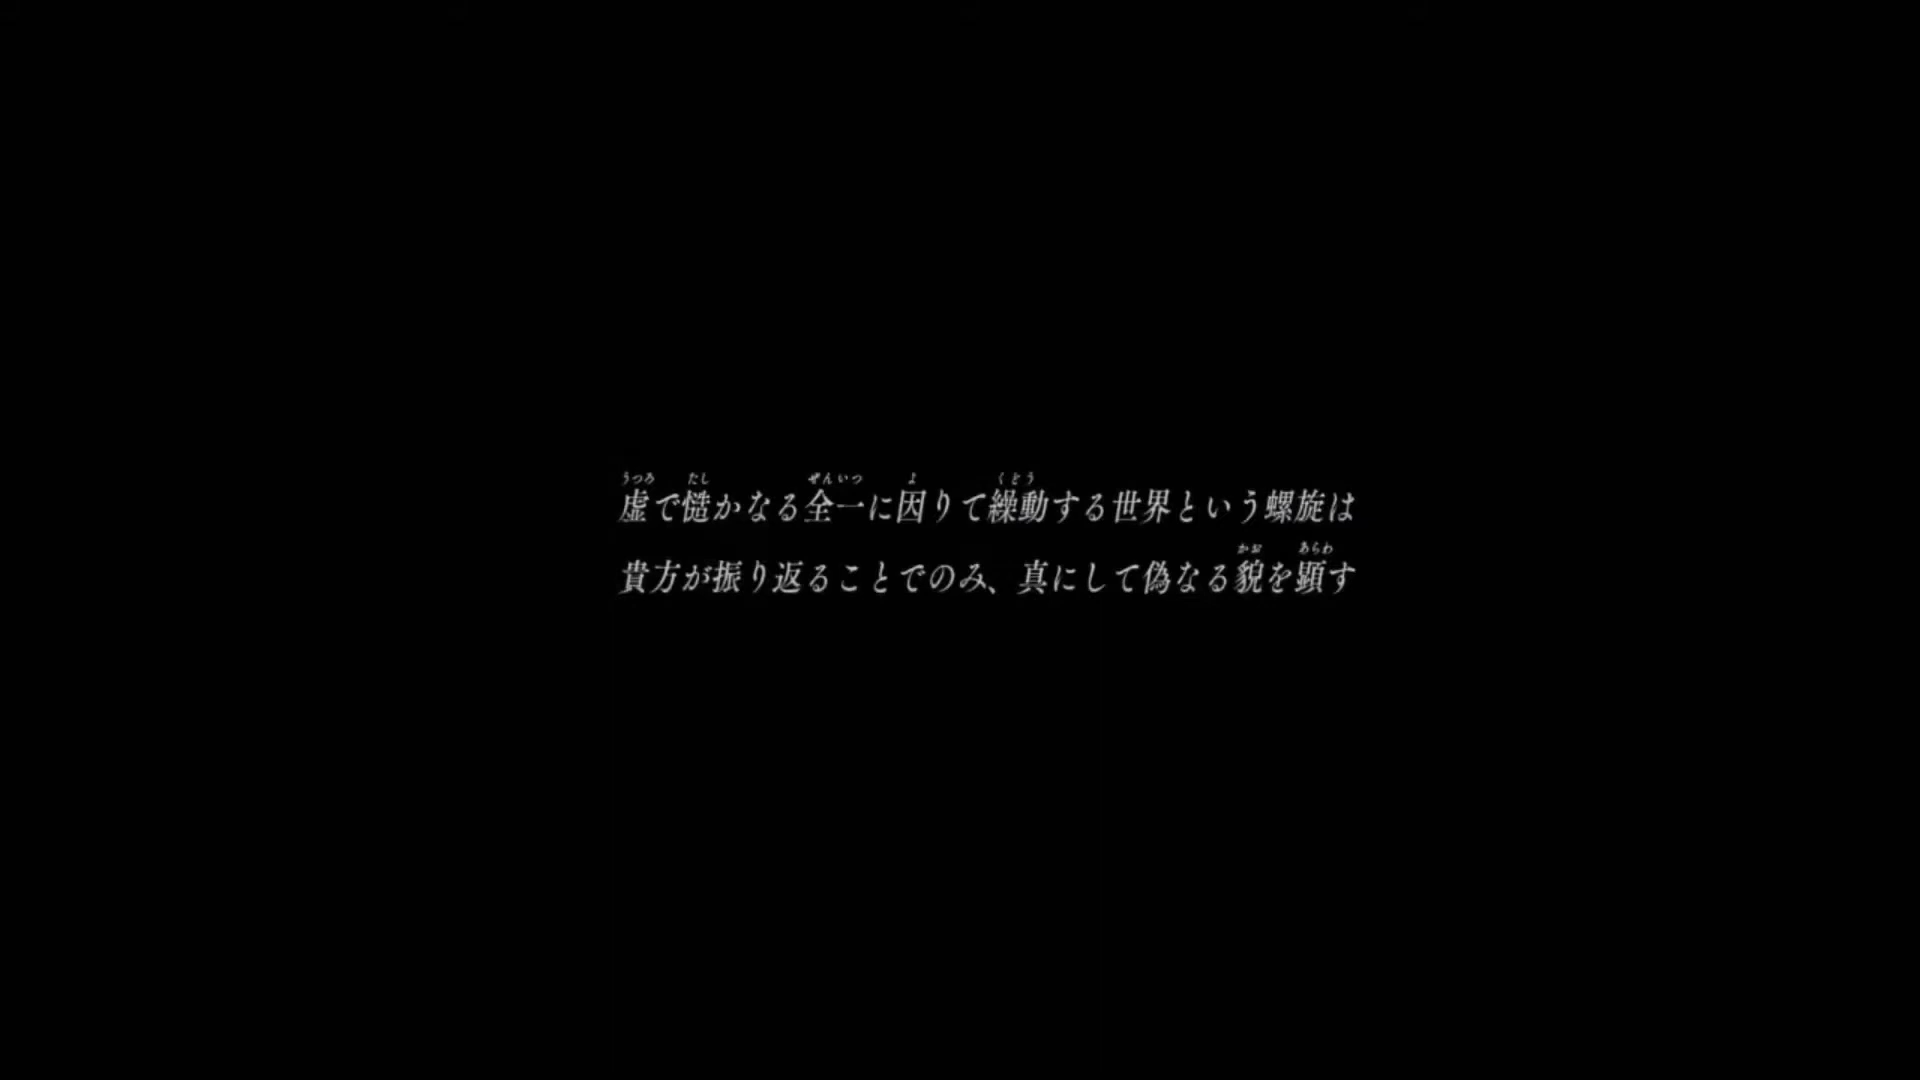 虚で慥かなる全一に因りて繰動する世界という螺旋は
貴方が振り返ることでのみ、真にして偽なる貌を顕す